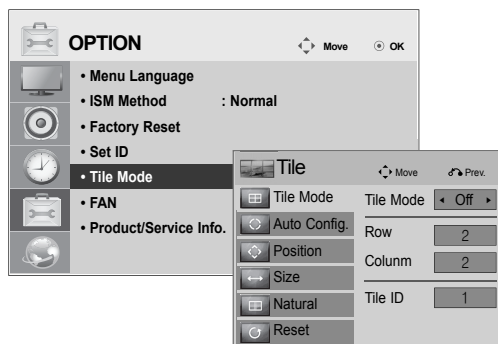 OPTION
Move
OK
• Menu Language
• ISM Method : Normal
• Factory Reset
• Set ID
• Tile Mode
• FAN
• Product/Service Info.
Tile
Move
Prev.
Tile Mode
Auto Config.
Position
Size
Natural
Reset
Tile Mode Off
Row 2
Colunm 2
Tile ID 1